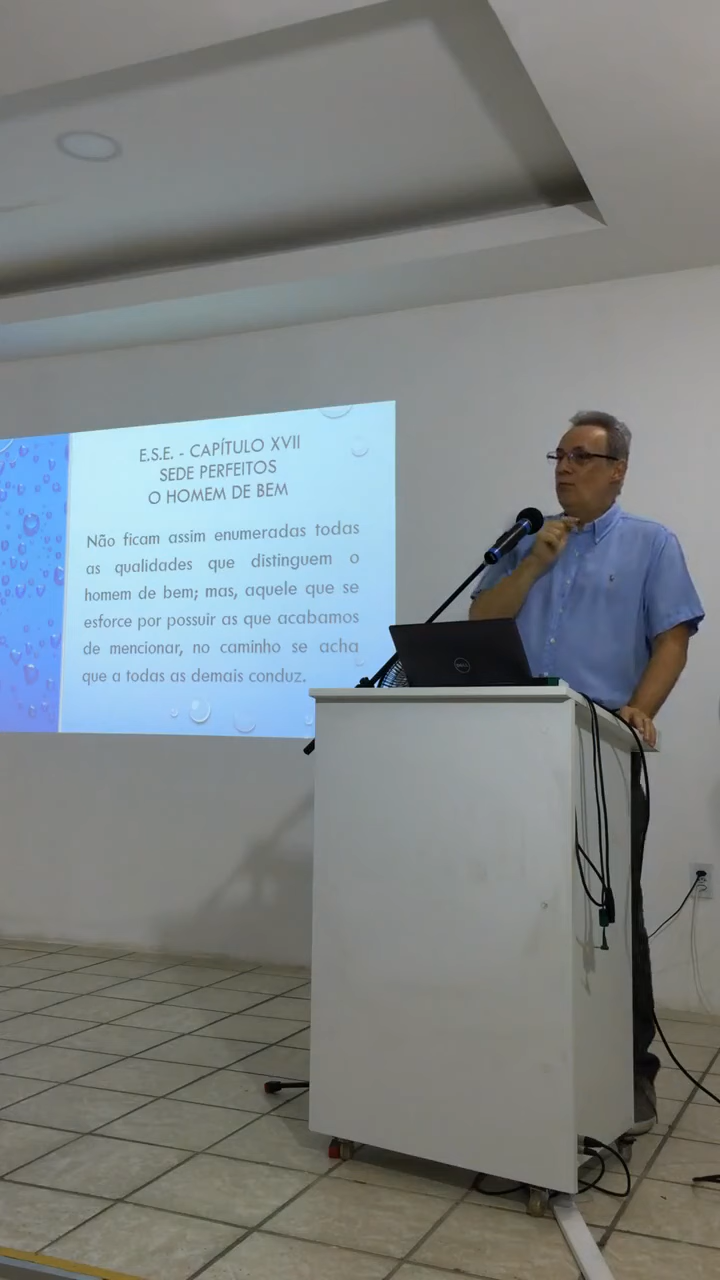 E.S.E. - CAPÍTULO XVII
SEDE PERFEITOS
O HOMEM DE BEM
Não ficam assim enumeradas todas
as qualidades que distinguem o
homem de bem; mas, aquele que se
esforce por possuir as que acabamos
de mencionar, no caminho se acha
que a todas as demais conduz.
DELL